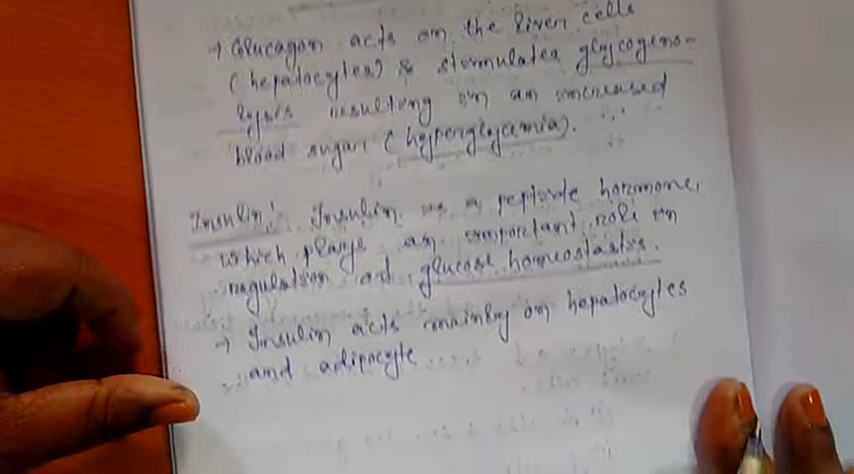 → Glucagon acts on the liver cells
(hepatocytes) & stimulates glycogeno-
lysis resulting in an increased
blood sugar (hyperglycemia).
Insulin: Insulin is a peptide hormone,
which plays an important role in
regulation of glucose homeostasis.
→ Insulin acts mainly on hepatocytes
and adipocyte